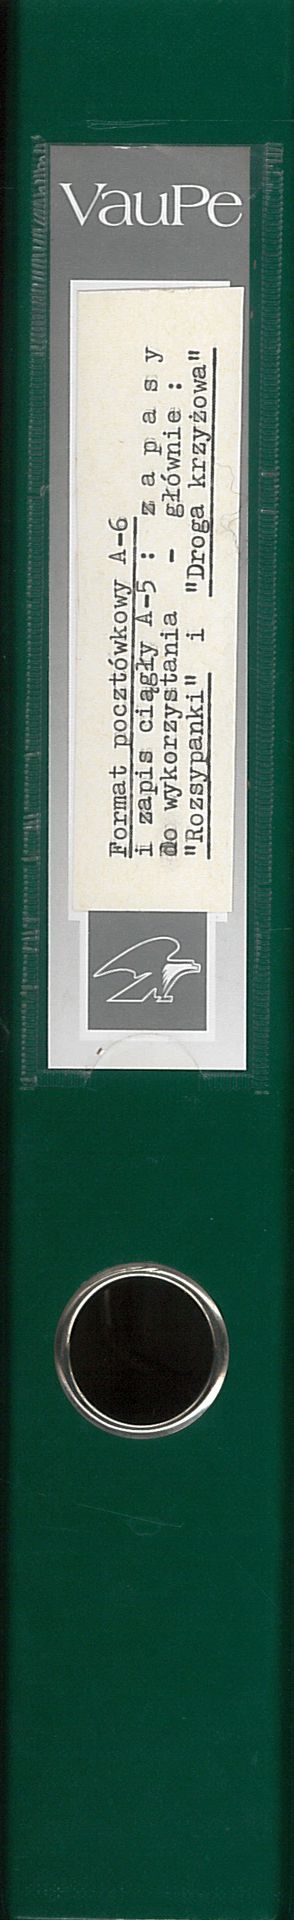 VauPe
Format pocztówkowy A-6
i zapis ciągły A-5 : z a p a s y
do wykorzystania - głównie :
"Rozsypanki" i "Droga krzyżowa"